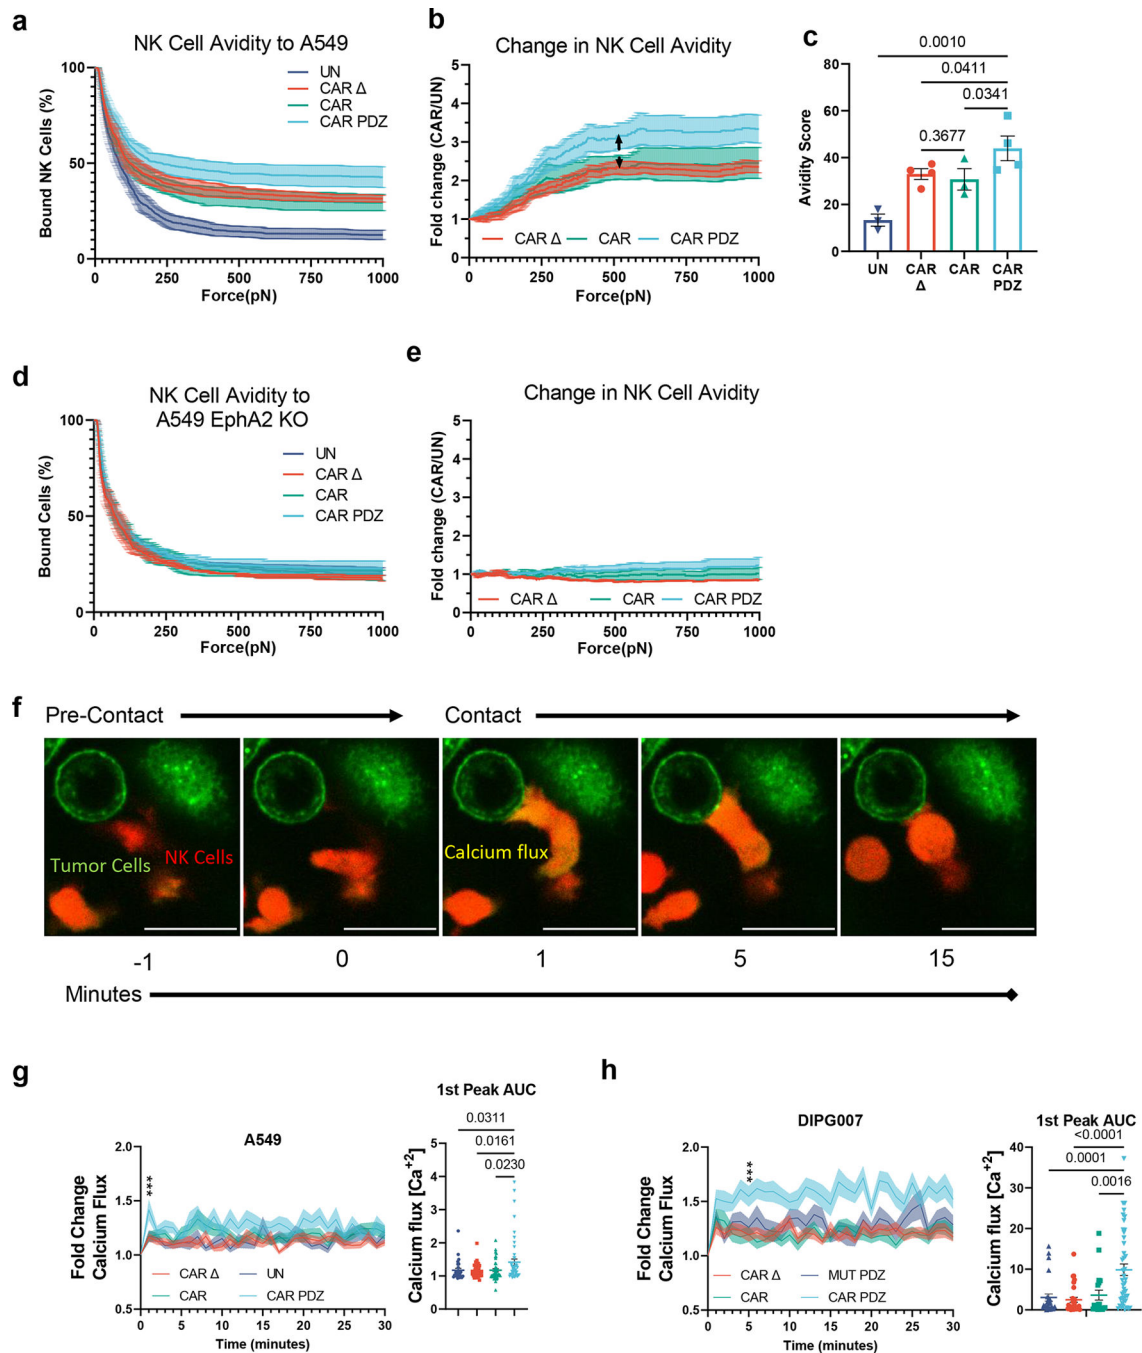 a
NK Cell Avidity to A549
Bound NK Cells (%)
100
50
0
0 250 500 750 1000
Force(pN)
UN
CAR Δ
CAR
CAR PDZ
b
Change in NK Cell Avidity
Fold change (CAR/UN)
5
4
3
2
1
0
CAR Δ CAR CAR PDZ
0 250 500 750 1000
Force(pN)
c
Avidity Score
80
60
40
20
0
0.0010
0.0411
0.0341
0.3677
UN CAR Δ CAR CAR PDZ
d
NK Cell Avidity to
A549 EphA2 KO
Bound Cells (%)
100
50
0
0 250 500 750 1000
Force(pN)
UN
CAR Δ
CAR
CAR PDZ
e
Change in NK Cell Avidity
Fold change (CAR/UN)
5
4
3
2
1
0
CAR Δ CAR CAR PDZ
0 250 500 750 1000
Force(pN)
f
Pre-Contact Contact
Tumor Cells NK Cells Calcium flux
-1 0 1 5 15
Minutes
g
A549
Fold Change
Calcium Flux
2.0
1.5
1.0
0.5
***
CAR Δ UN
CAR CAR PDZ
0 5 10 15 20 25 30
Time (minutes)
1st Peak AUC
Calcium flux [Ca+2]
5
4
3
2
1
0
0.0311
0.0161
0.0230
h
DIPG007
Fold Change
Calcium Flux
2.0
1.5
1.0
0.5
***
CAR Δ MUT PDZ
CAR CAR PDZ
0 5 10 15 20 25 30
Time (minutes)
1st Peak AUC
Calcium flux [Ca+2]
40
30
20
10
0
<0.0001
0.0001
0.0016